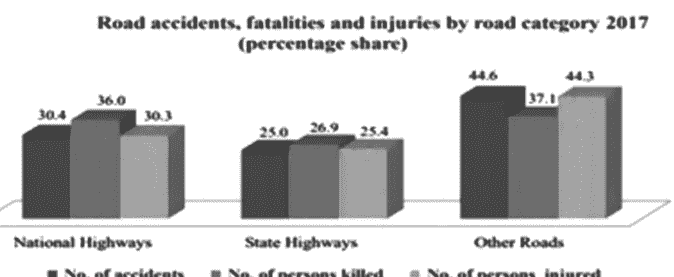 Road accidents, fatalities and injuries by road category 2017
(percentage share)
30.4 36.0 30.3 25.0 26.9 25.4 44.6 37.1 44.3
National Highways State Highways Other Roads
No. of accidents No. of persons killed No. of persons injured